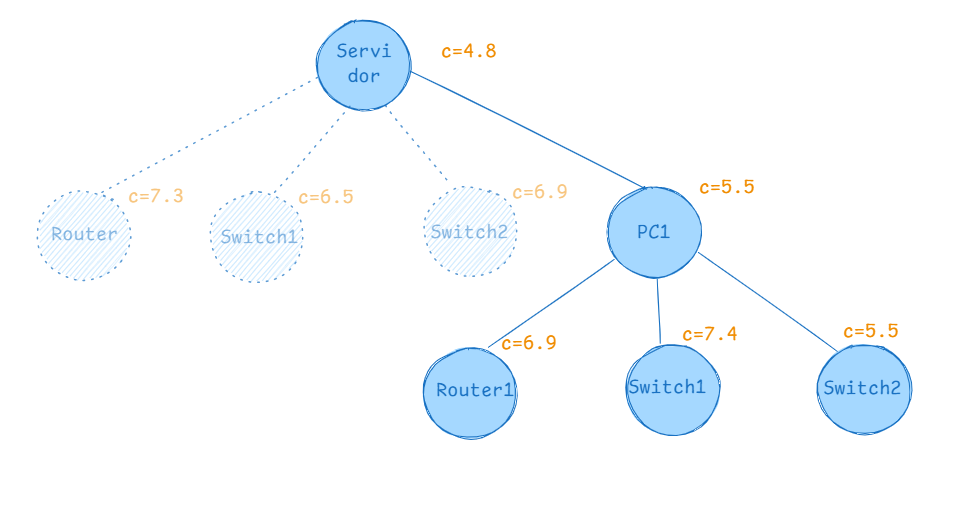 Servi
dor
c=4.8
c=7.3
c=6.5
c=6.9
c=5.5
Router
Switch1
Switch2
PC1
c=6.9
c=7.4
c=5.5
Router1
Switch1
Switch2